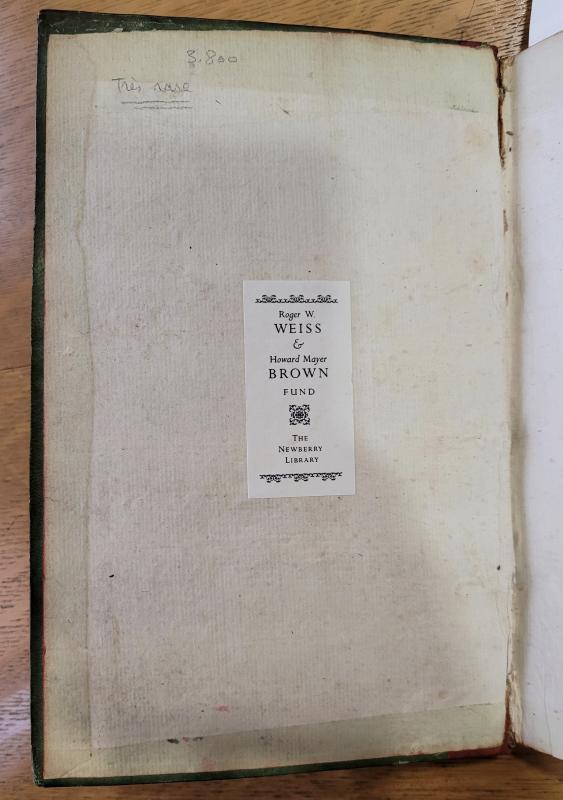 3.800
Très rare
Roger W.
WEISS
&
Howard Mayer
BROWN
FUND
THE
NEWBERRY
LIBRARY